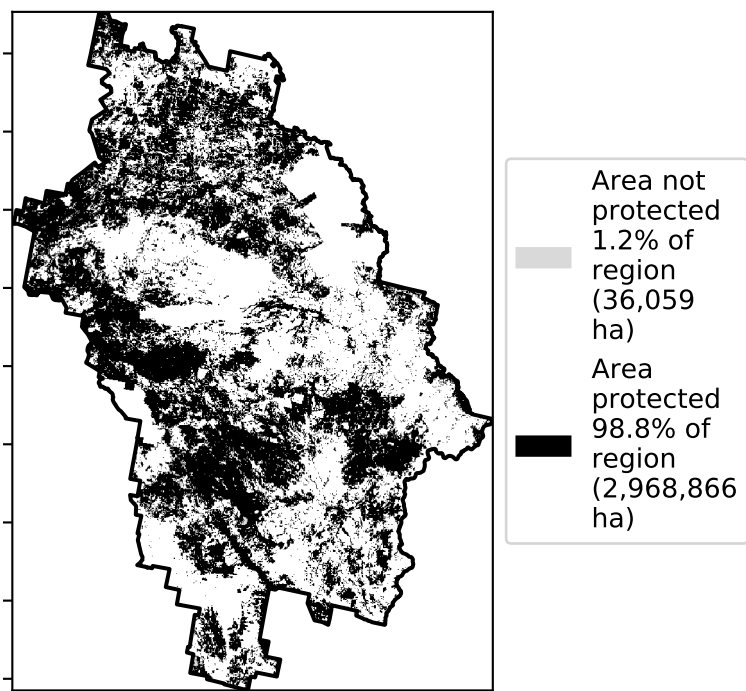 Area not
protected
1.2% of
region
(36,059
ha)
Area
protected
98.8% of
region
(2,968,866
ha)